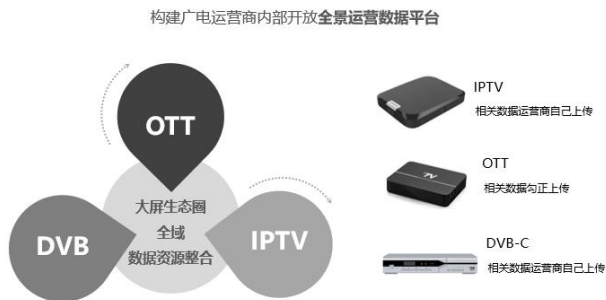 构建广电运营商内部开放全景运营数据平台
OTT
大屏生态圈
全域
数据资源整合
DVB
IPTV
IPTV
相关数据运营商自己上传
TV
OTT
相关数据勾正上传
DVB-C
相关数据运营商自己上传